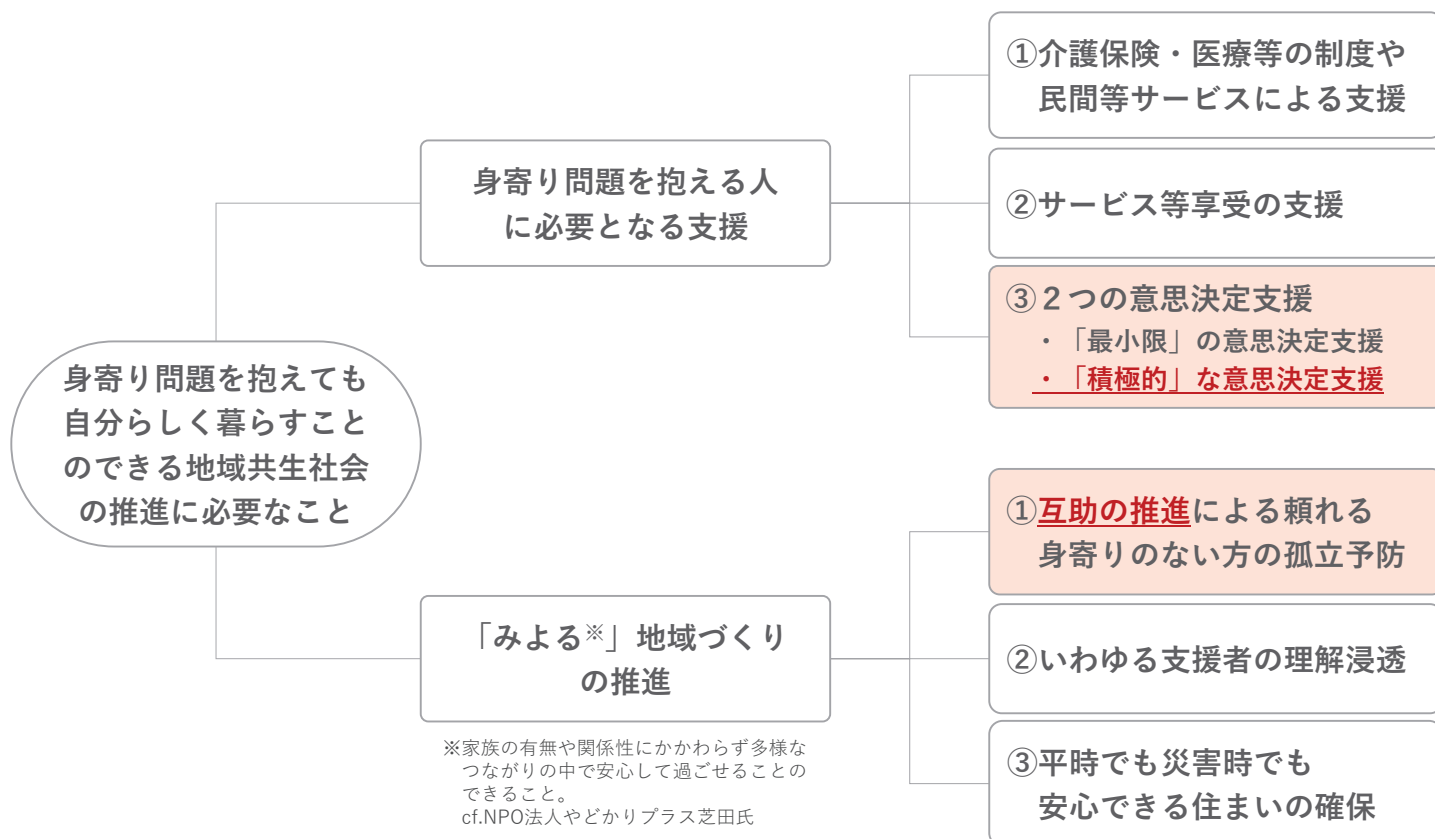 身寄り問題を抱えても
自分らしく暮らすこと
のできる地域共生社会
の推進に必要なこと
身寄り問題を抱える人
に必要となる支援
①介護保険・医療等の制度や
民間等サービスによる支援
②サービス等享受の支援
③２つの意思決定支援
・「最小限」の意思決定支援
・「積極的」な意思決定支援
「みよる※」地域づくり
の推進
※家族の有無や関係性にかかわらず多様な
つながりの中で安心して過ごせることの
できること。
cf.NPO法人やどかりプラス芝田氏
①互助の推進による頼れる
身寄りのない方の孤立予防
②いわゆる支援者の理解浸透
③平時でも災害時でも
安心できる住まいの確保